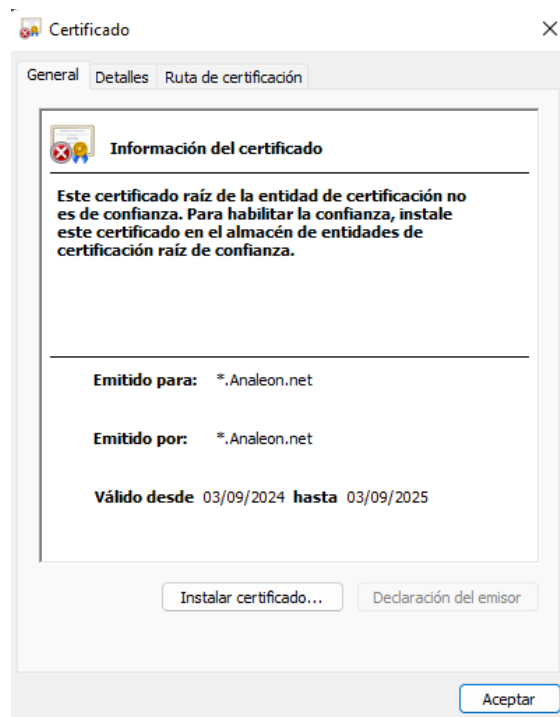 Certificado
General Detalles Ruta de certificación
Información del certificado
Este certificado raíz de la entidad de certificación no
es de confianza. Para habilitar la confianza, instale
este certificado en el almacén de entidades de
certificación raíz de confianza.
Emitido para: *.Analeon.net
Emitido por: *.Analeon.net
Válido desde 03/09/2024 hasta 03/09/2025
Instalar certificado... Declaración del emisor
Aceptar